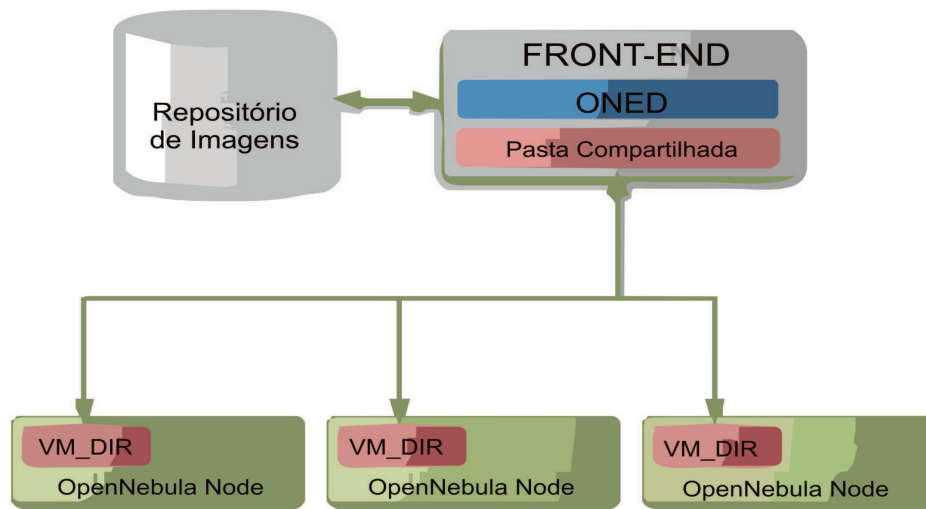 FRONT-END
ONED
Pasta Compartilhada
Repositório
de Imagens
VM_DIR
OpenNebula Node
VM_DIR
OpenNebula Node
VM_DIR
OpenNebula Node